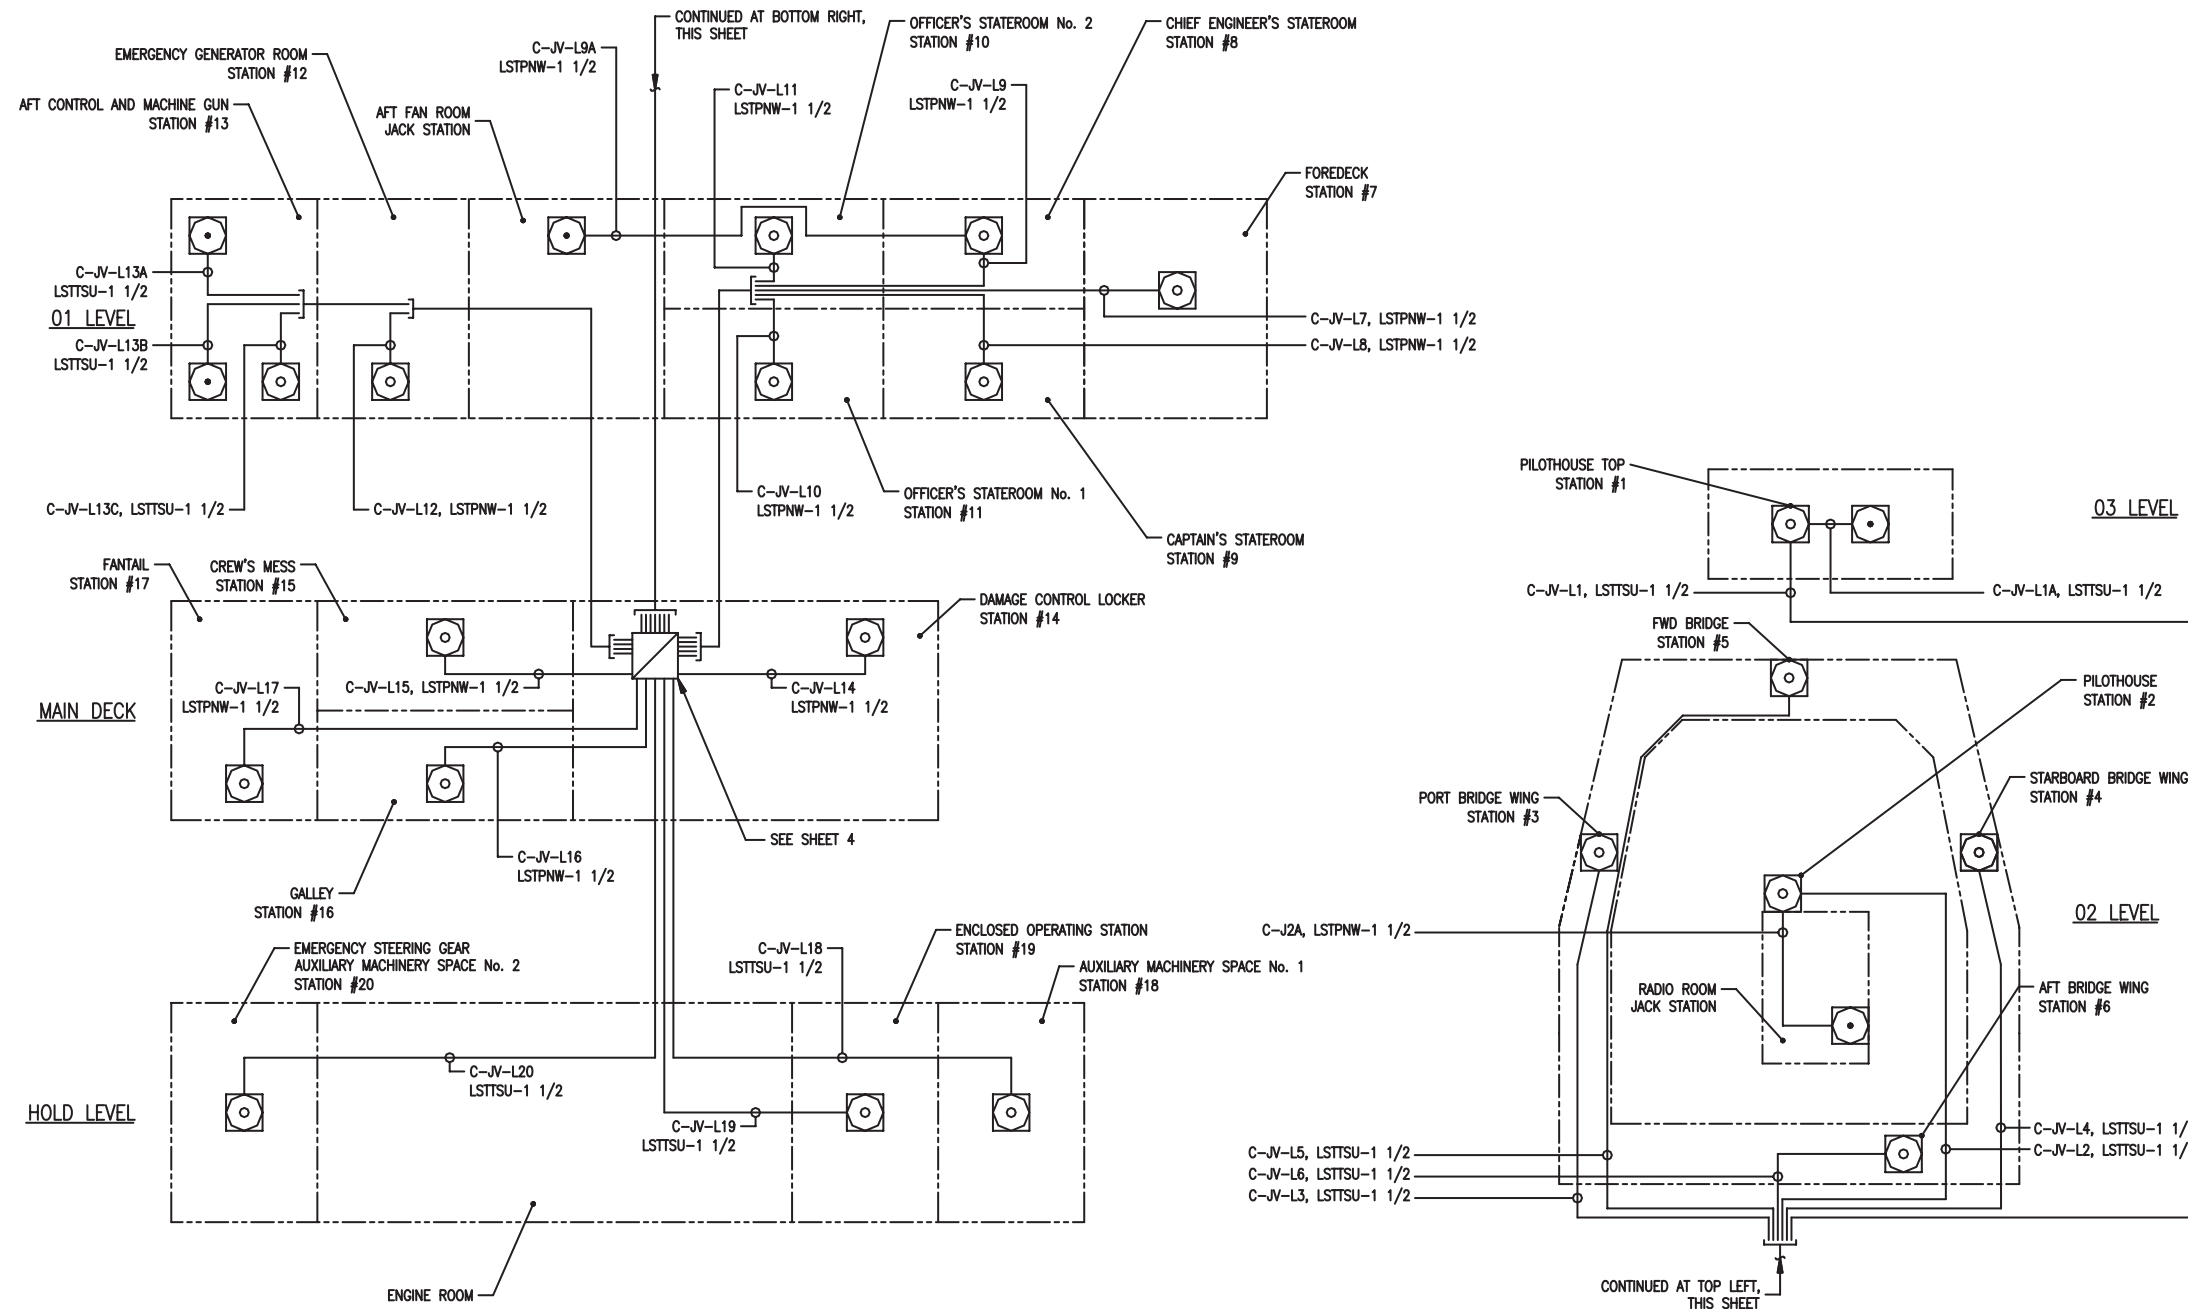 CONTINUED AT BOTTOM RIGHT,
THIS SHEET
OFFICER'S STATEROOM No. 2
STATION #10
CHIEF ENGINEER'S STATEROOM
STATION #8
C-JV-L9A
LSTPNW-1 1/2
EMERGENCY GENERATOR ROOM
STATION #12
C-JV-L11
LSTPNW-1 1/2
C-JV-L9
LSTPNW-1 1/2
AFT CONTROL AND MACHINE GUN
STATION #13
AFT FAN ROOM
JACK STATION
FOREDECK
STATION #7
C-JV-L13A
LSTTSU-1 1/2
01 LEVEL
C-JV-L13B
LSTTSU-1 1/2
C-JV-L7, LSTPNW-1 1/2
C-JV-L8, LSTPNW-1 1/2
C-JV-L13C, LSTTSU-1 1/2
C-JV-L12, LSTPNW-1 1/2
C-JV-L10
LSTPNW-1 1/2
OFFICER'S STATEROOM No. 1
STATION #11
CAPTAIN'S STATEROOM
STATION #9
PILOTHOUSE TOP
STATION #1
03 LEVEL
C-JV-L1, LSTTSU-1 1/2
C-JV-L1A, LSTTSU-1 1/2
FANTAIL
STATION #17
CREW'S MESS
STATION #15
DAMAGE CONTROL LOCKER
STATION #14
C-JV-L17
LSTPNW-1 1/2
C-JV-L15, LSTPNW-1 1/2
C-JV-L14
LSTPNW-1 1/2
MAIN DECK
SEE SHEET 4
C-JV-L16
LSTPNW-1 1/2
GALLEY
STATION #16
FWD BRIDGE
STATION #5
PILOTHOUSE
STATION #2
PORT BRIDGE WING
STATION #3
STARBOARD BRIDGE WING
STATION #4
C-J2A, LSTPNW-1 1/2
02 LEVEL
RADIO ROOM
JACK STATION
AFT BRIDGE WING
STATION #6
EMERGENCY STEERING GEAR
AUXILIARY MACHINERY SPACE No. 2
STATION #20
C-JV-L18
LSTTSU-1 1/2
ENCLOSED OPERATING STATION
STATION #19
AUXILIARY MACHINERY SPACE No. 1
STATION #18
C-JV-L20
LSTTSU-1 1/2
HOLD LEVEL
C-JV-L19
LSTTSU-1 1/2
ENGINE ROOM
C-JV-L5, LSTTSU-1 1/2
C-JV-L6, LSTTSU-1 1/2
C-JV-L3, LSTTSU-1 1/2
C-JV-L4, LSTTSU-1 1/
C-JV-L2, LSTTSU-1 1/
CONTINUED AT TOP LEFT,
THIS SHEET